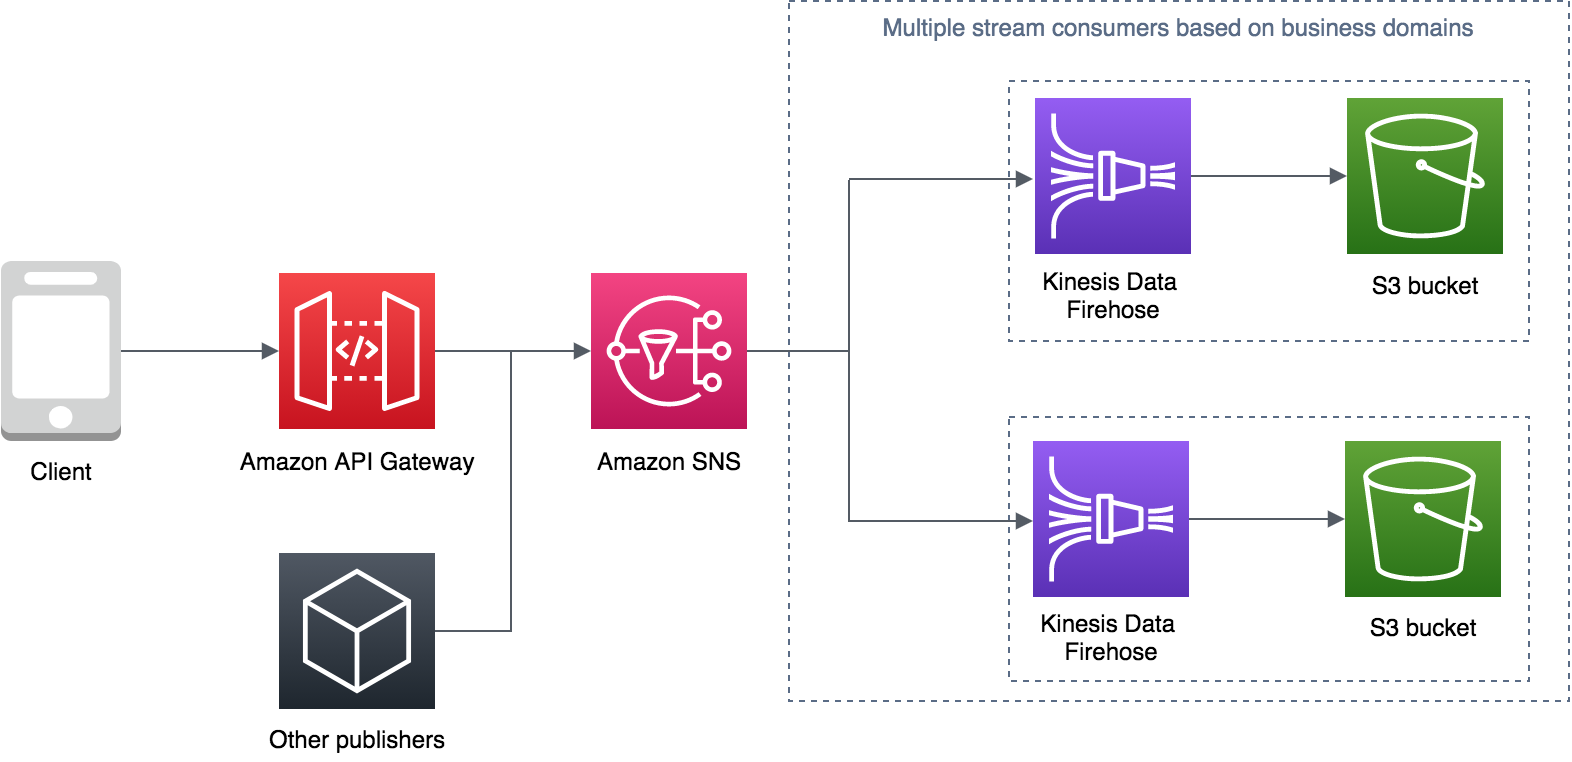 Multiple stream consumers based on business domains
Kinesis Data
Firehose
S3 bucket
</>
Client
Amazon API Gateway
Amazon SNS
Kinesis Data
Firehose
S3 bucket
Other publishers